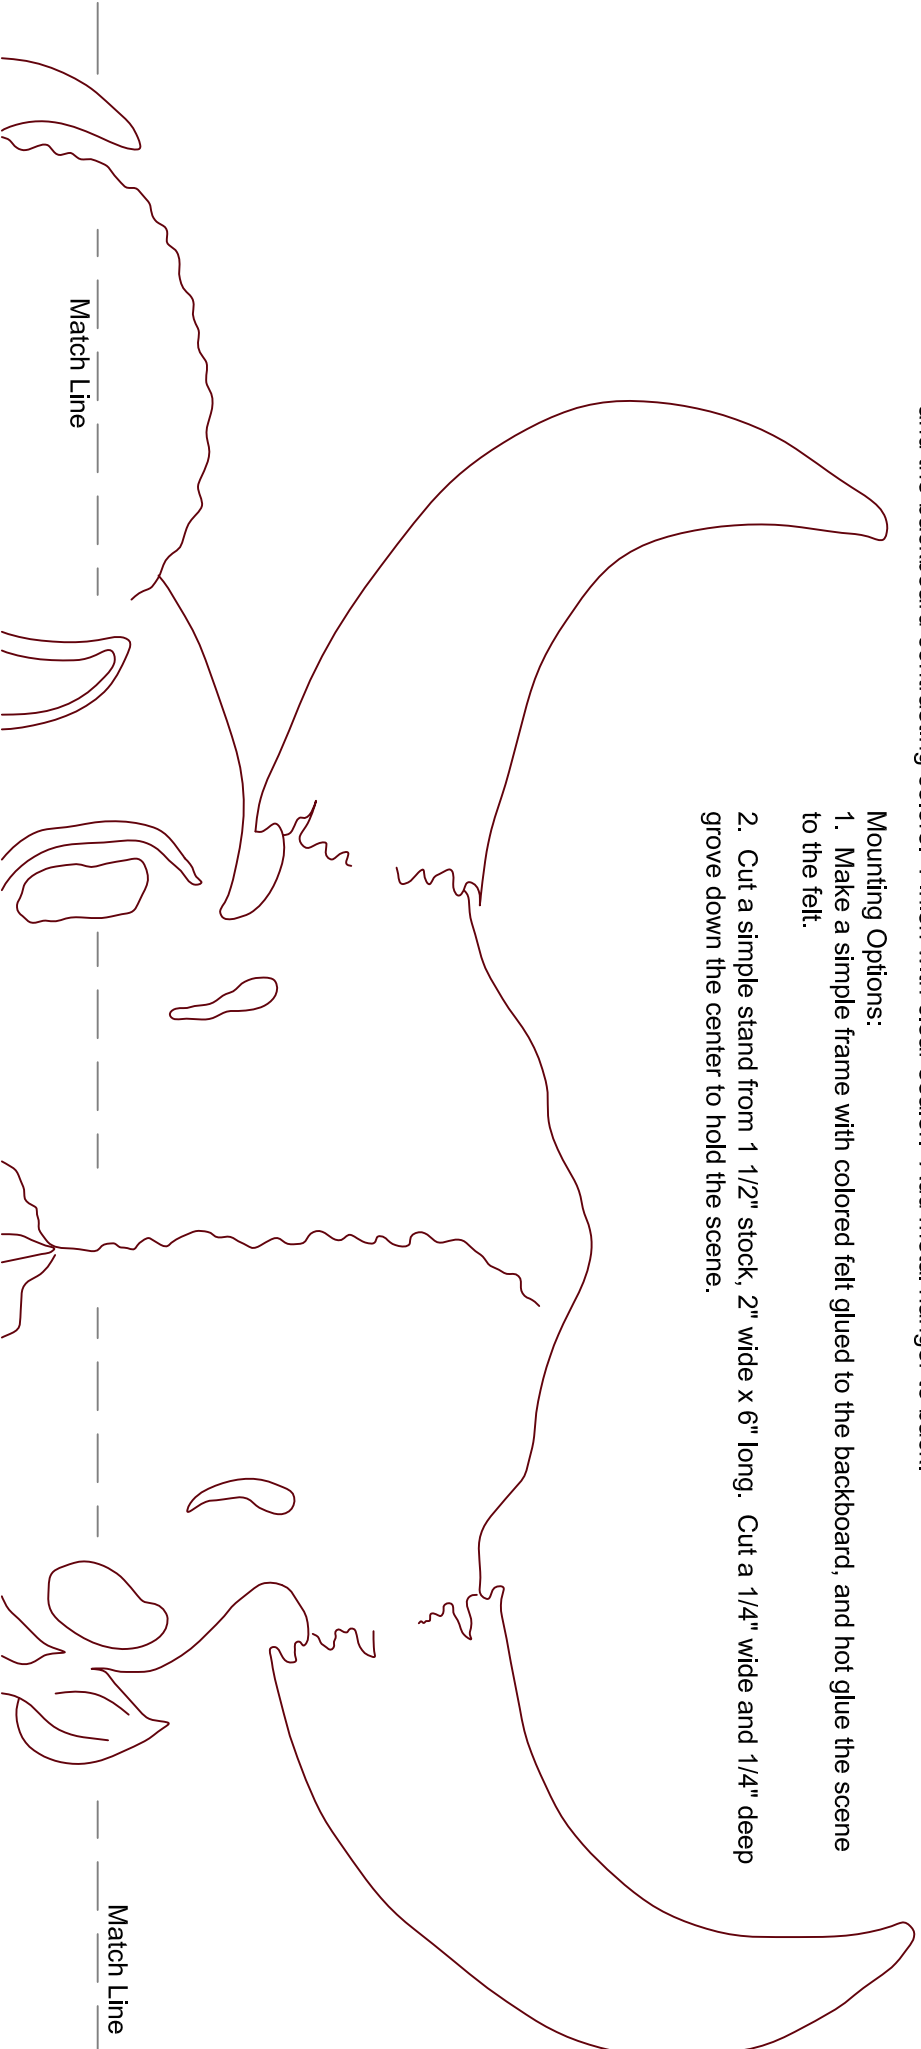 Mounting Options:
1. Make a simple frame with colored felt glued to the backboard, and hot glue the scene
to the felt.
2. Cut a simple stand from 1 1/2" stock, 2" wide x 6" long. Cut a 1/4" wide and 1/4" deep
grove down the center to hold the scene.
Match Line
Match Line